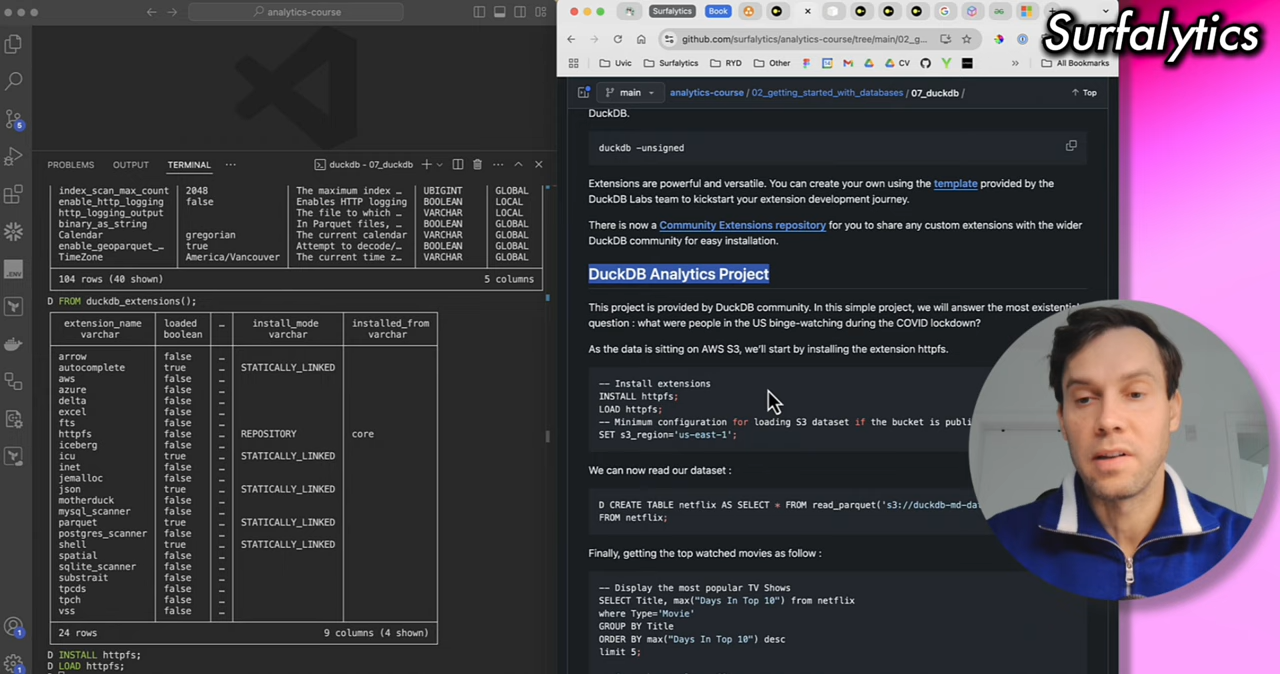 analytics-course
PROBLEMS OUTPUT TERMINAL ··· duckdb - 07_duckdb
index_scan_max_count 2048 The maximum index … UBIGINT GLOBAL
enable_http_logging false Enables HTTP logging BOOLEAN LOCAL
http_logging_output The file to which … VARCHAR LOCAL
binary_as_string In Parquet files, … BOOLEAN GLOBAL
Calendar gregorian The current calendar VARCHAR GLOBAL
enable_geoparquet_… true Attempt to decode/… BOOLEAN GLOBAL
TimeZone America/Vancouver The current time z… VARCHAR GLOBAL
104 rows (40 shown) 5 columns
D FROM duckdb_extensions();
extension_name loaded … install_mode installed_from
varchar boolean varchar varchar
arrow false …
autocomplete true … STATICALLY_LINKED
aws false …
azure false …
delta false …
excel false …
fts false …
httpfs false … REPOSITORY core
iceberg false …
icu true … STATICALLY_LINKED
inet false …
jemalloc false …
json true … STATICALLY_LINKED
motherduck false …
mysql_scanner false …
parquet true … STATICALLY_LINKED
postgres_scanner false …
shell true … STATICALLY_LINKED
spatial false …
sqlite_scanner false …
substrait false …
tpcds false …
tpch false …
vss false …
24 rows 9 columns (4 shown)
D INSTALL httpfs;
D LOAD httpfs;
5
.ENV
1
1
Surfalytics Book
github.com/surfalytics/analytics-course/tree/main/02_g…
Uvic Surfalytics RYD Other CV » All Bookmarks
Surfalytics
main analytics-course / 02_getting_started_with_databases / 07_duckdb / Top
DuckDB.
duckdb -unsigned
Extensions are powerful and versatile. You can create your own using the template provided by the
DuckDB Labs team to kickstart your extension development journey.
There is now a Community Extensions repository for you to share any custom extensions with the wider
DuckDB community for easy installation.
DuckDB Analytics Project
This project is provided by DuckDB community. In this simple project, we will answer the most existential
question : what were people in the US binge-watching during the COVID lockdown?
As the data is sitting on AWS S3, we'll start by installing the extension httpfs.
-- Install extensions
INSTALL httpfs;
LOAD httpfs;
-- Minimum configuration for loading S3 dataset if the bucket is publi
SET s3_region='us-east-1';
We can now read our dataset :
D CREATE TABLE netflix AS SELECT * FROM read_parquet('s3://duckdb-md-dat
FROM netflix;
Finally, getting the top watched movies as follow :
-- Display the most popular TV Shows
SELECT Title, max("Days In Top 10") from netflix
where Type='Movie'
GROUP BY Title
ORDER BY max("Days In Top 10") desc
limit 5;